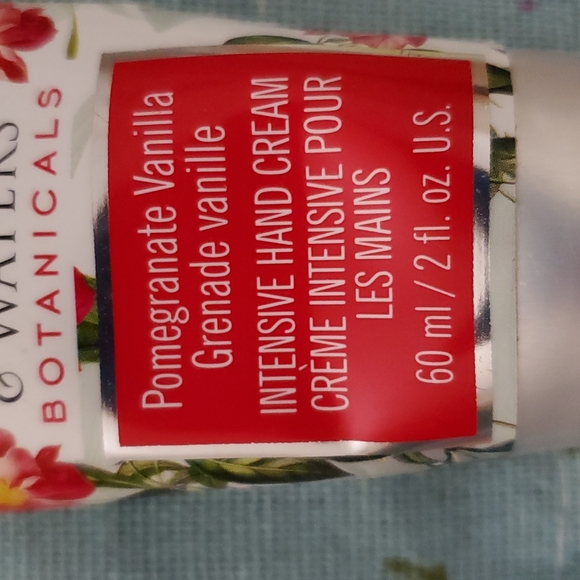 BOTANICALS
Pomegranate Vanilla
Grenade vanille
INTENSIVE HAND CREAM
CRÈME INTENSIVE POUR
LES MAINS
60 ml / 2 fl. oz. U.S.